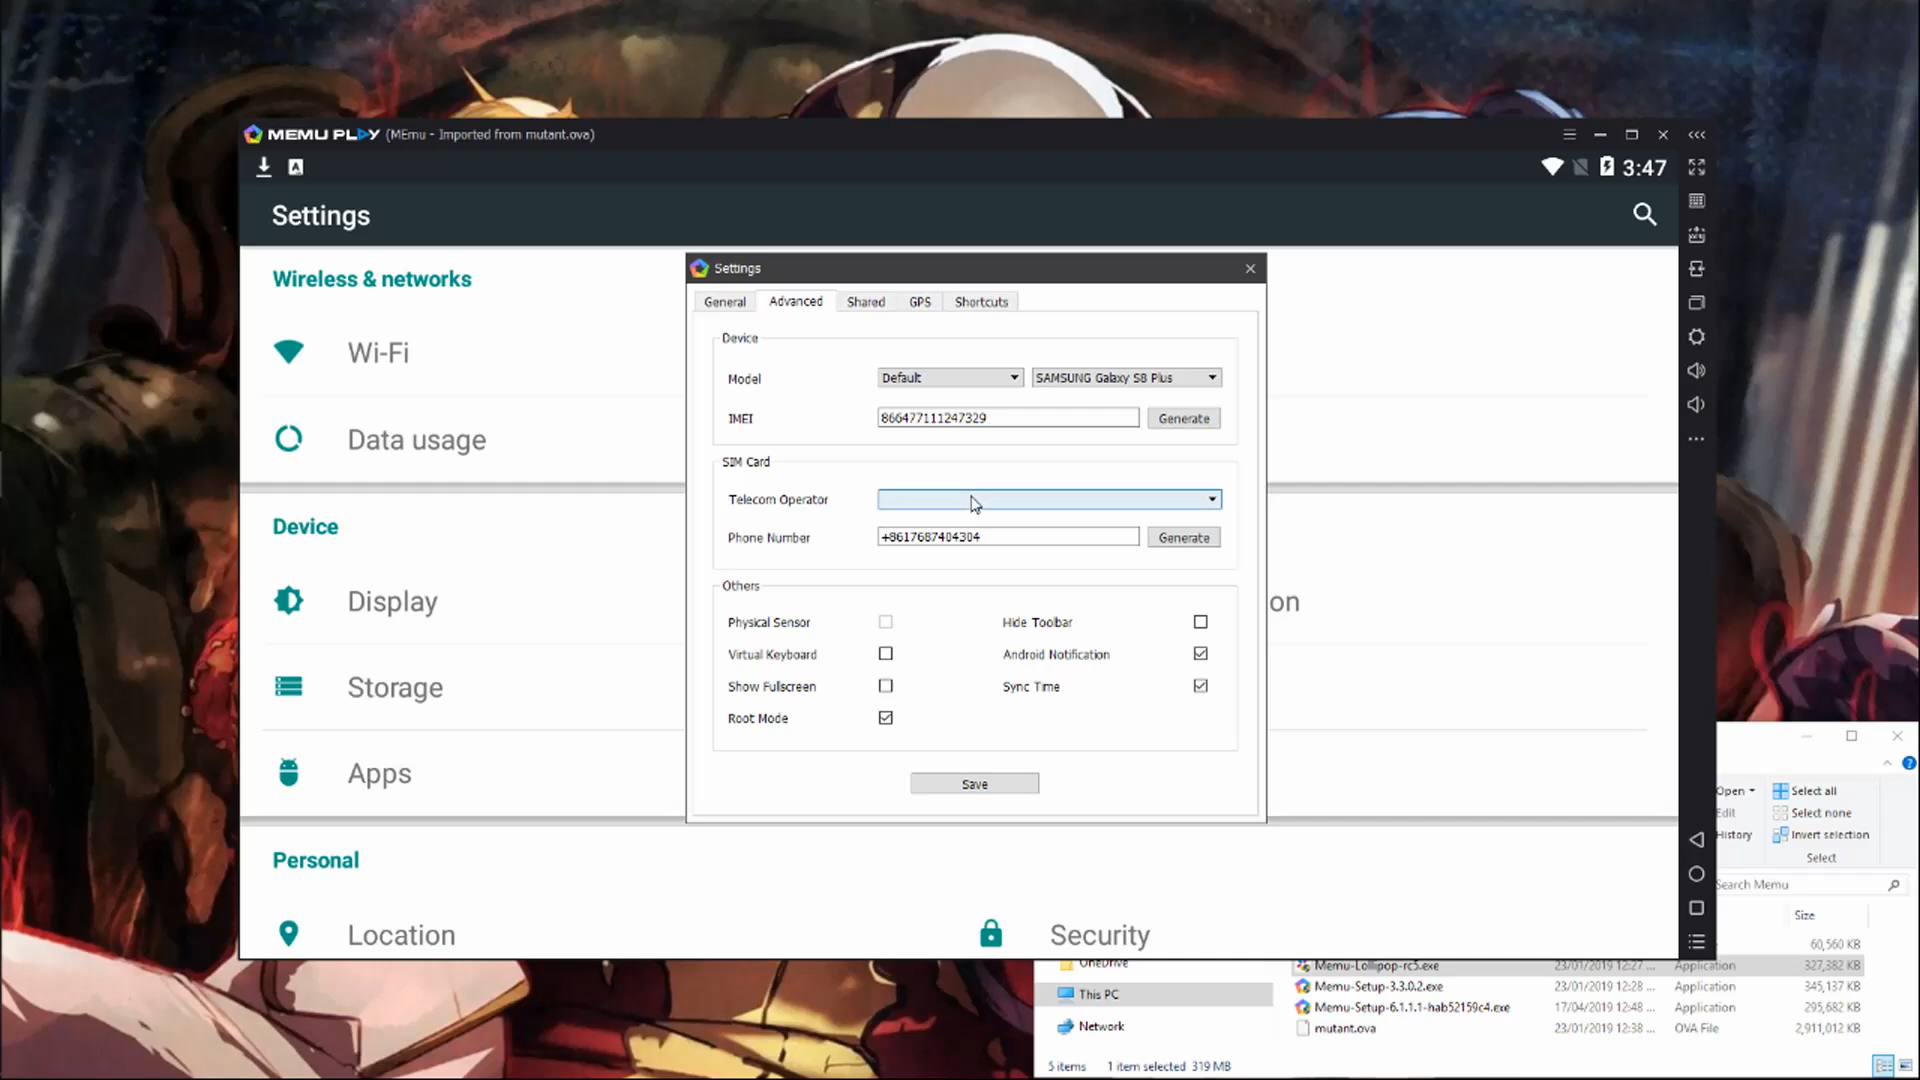 MEMU PLAY (MEmu - Imported from mutant.ova)
3:47
Settings
Wireless & networks
Wi-Fi
Data usage
Device
Display
on
Storage
Apps
Personal
Location
Security
Settings
General Advanced Shared GPS Shortcuts
Device
Model Default SAMSUNG Galaxy S8 Plus
IMEI 866477111247329 Generate
SIM Card
Telecom Operator
Phone Number +8617687404304 Generate
Others
Physical Sensor Hide Toolbar
Virtual Keyboard Android Notification
Show Fullscreen Sync Time
Root Mode
Save
Open Select all
Edit Select none
History Invert selection
Select
Search Memu
Size
60,560 KB
OneDrive Memu-Lollipop-rc5.exe 23/01/2019 12:27 ... Application 327,382 KB
This PC Memu-Setup-3.3.0.2.exe 23/01/2019 12:28 ... Application 345,137 KB
Network Memu-Setup-6.1.1.1-hab52159c4.exe 17/04/2019 12:48 ... Application 295,682 KB
mutant.ova 23/01/2019 12:38 ... OVA File 2,911,012 KB
5 items 1 item selected 319 MB